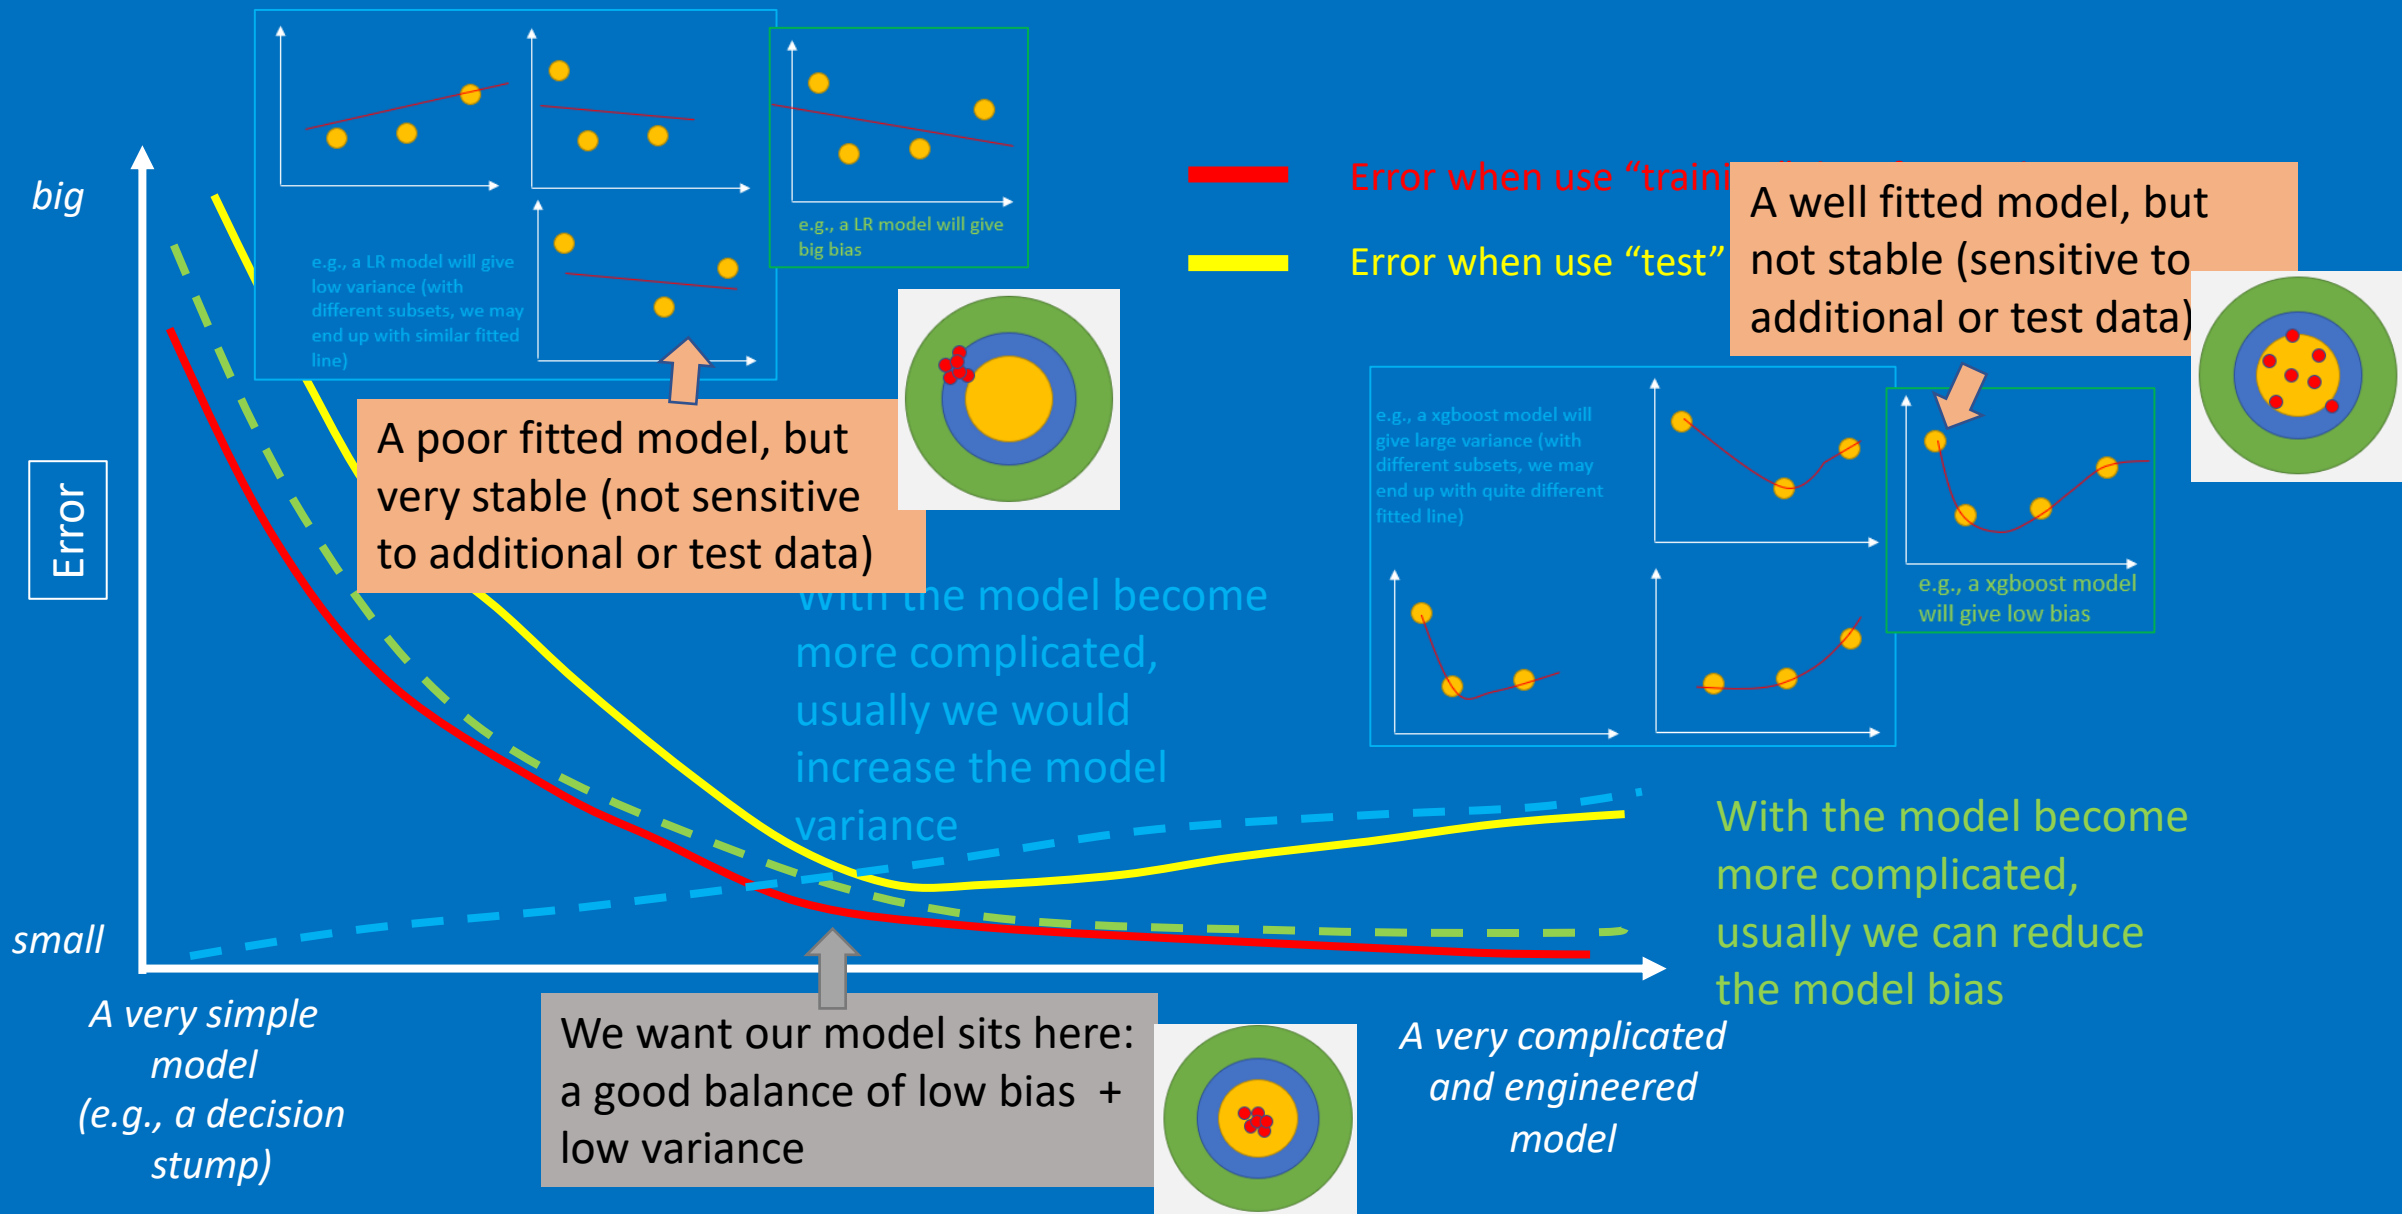 big
Error
small
A very simple
model
(e.g., a decision
stump)
e.g., a LR model will give
low variance (with
different subsets, we may
end up with similar fitted
line)
e.g., a LR model will give
big bias
A poor fitted model, but
very stable (not sensitive
to additional or test data)
Error when use “traini
Error when use “test”
A well fitted model, but
not stable (sensitive to
additional or test data)
e.g., a xgboost model will
give large variance (with
different subsets, we may
end up with quite different
fitted line)
e.g., a xgboost model
will give low bias
With the model become
more complicated,
usually we would
increase the model
variance
With the model become
more complicated,
usually we can reduce
the model bias
We want our model sits here:
a good balance of low bias +
low variance
A very complicated
and engineered
model